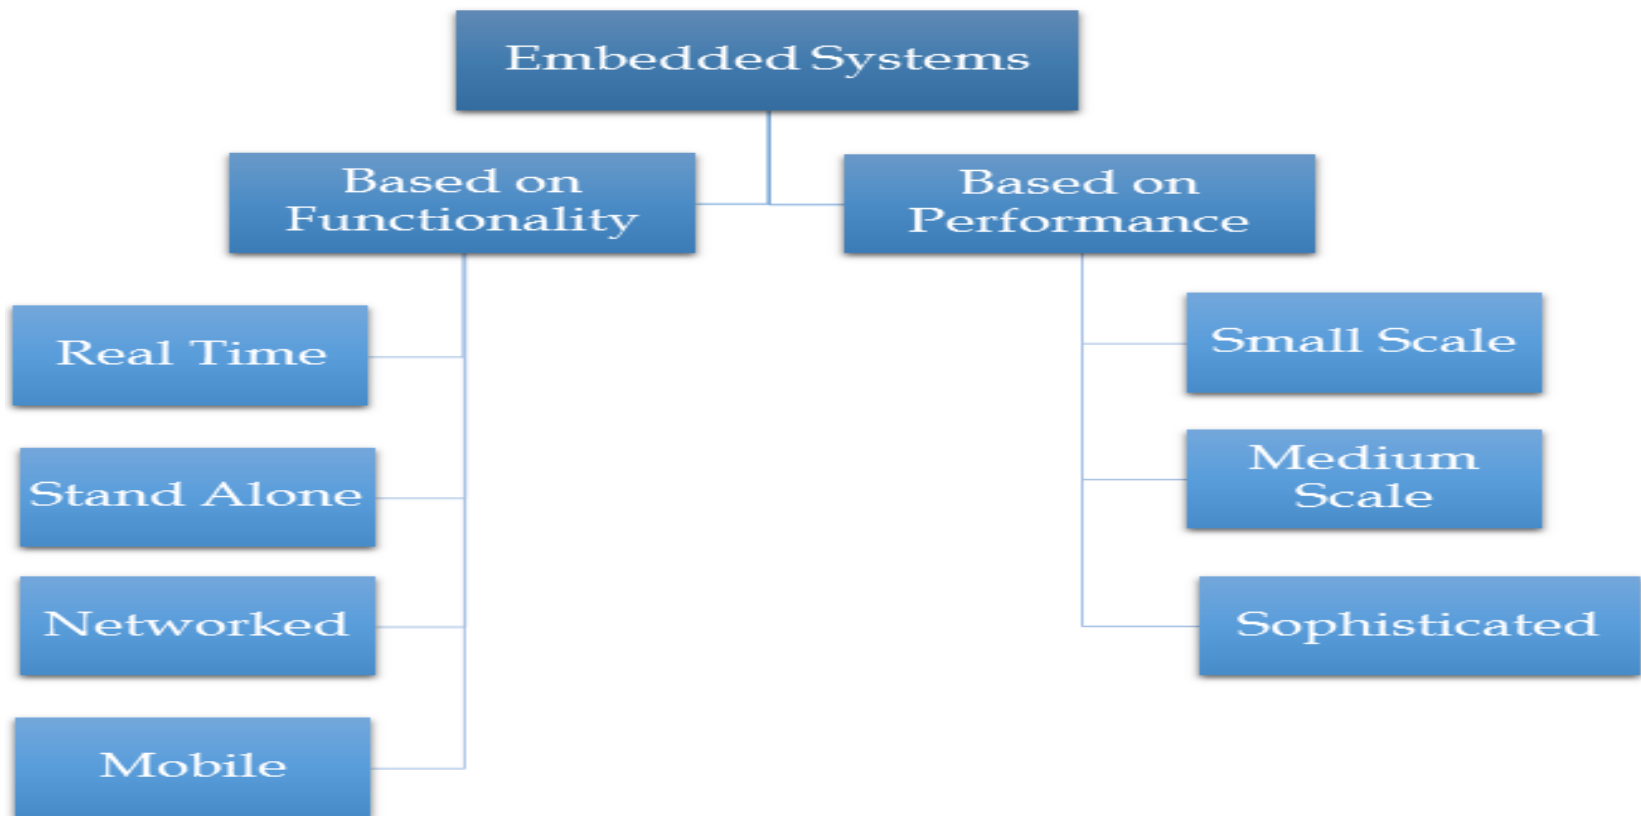 Embedded Systems
Based on
Functionality
Based on
Performance
Real Time
Stand Alone
Networked
Mobile
Small Scale
Medium
Scale
Sophisticated